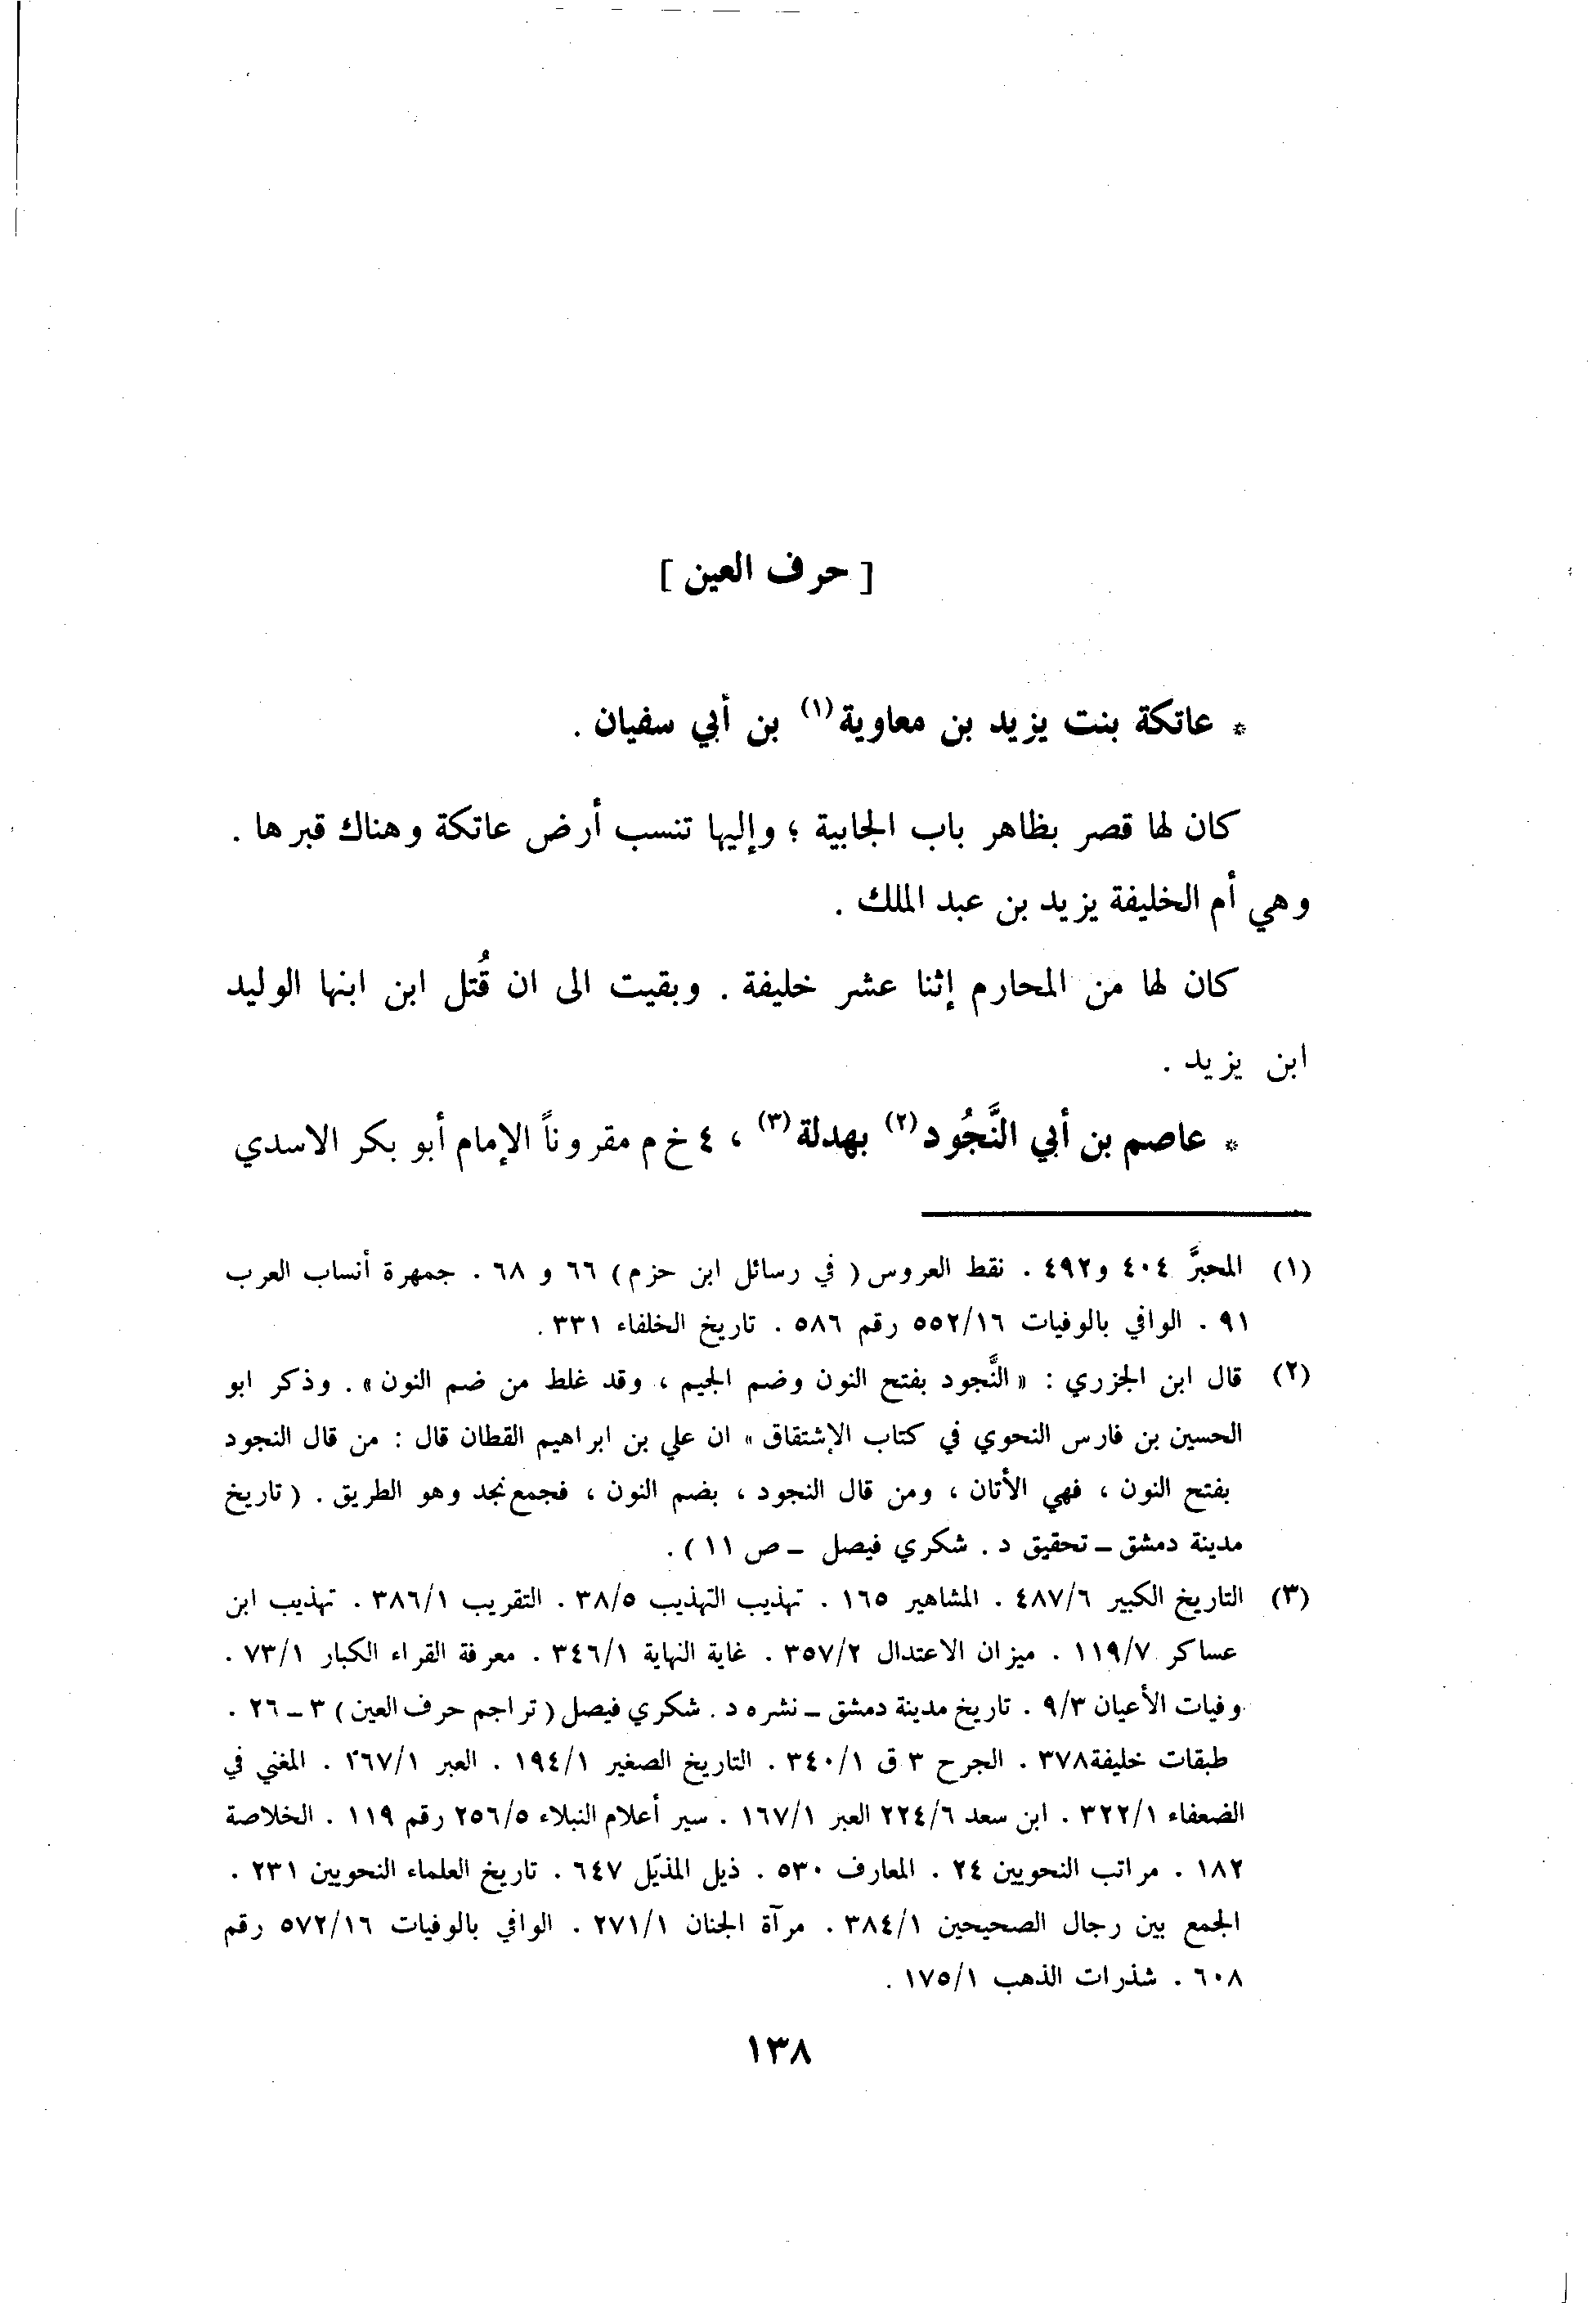 [ حرف العين ]
* عاتكة بنت يزيد بن معاوية(١) بن أبي سفيان .
كان لها قصر بظاهر باب الجابية ؛ وإليها تنسب أرض عاتكة وهناك قبرها .
وهي أم الخليفة يزيد بن عبد الملك .
كان لها من المحارم إثنا عشر خليفة . وبقيت الى ان قُتل ابن ابنها الوليد
ابن يزيد .
* عاصم بن أبي النَّجُود(٢) بهدلة(٣) ، ٤ خ م مقروناً الإمام أبو بكر الاسدي
(١) المحبَّر ٤٠٤ و٤٩٢ . نقط العروس ( في رسائل ابن حزم ) ٦٦ و ٦٨ . جمهرة أنساب العرب
٩١ . الوافي بالوفيات ٥٥٢/١٦ رقم ٥٨٦ . تاريخ الخلفاء ٣٣١ .
(٢) قال ابن الجزري : « النَّجود بفتح النون وضم الجيم ، وقد غلط من ضم النون » . وذكر ابو
الحسين بن فارس النحوي في كتاب الإشتقاق » ان علي بن ابراهيم القطان قال : من قال النجود
بفتح النون ، فهي الأتان ، ومن قال النجود ، بضم النون ، فجمع نجد وهو الطريق . ( تاريخ
مدينة دمشق – تحقيق د . شكري فيصل – ص ١١ ) .
(٣) التاريخ الكبير ٤٨٧/٦ . المشاهير ١٦٥ . تهذيب التهذيب ٣٨/٥ . التقريب ٣٨٦/١ . تهذيب ابن
عساكر ١١٩/٧ . ميزان الاعتدال ٣٥٧/٢ . غاية النهاية ٣٤٦/١ . معرفة القراء الكبار ٧٣/١ .
وفيات الأعيان ٩/٣ . تاريخ مدينة دمشق – نشره د . شكري فيصل ( تراجم حرف العين ) ٣ – ٢٦ .
طبقات خليفة ٣٧٨ . الجرح ٣ ق ٣٤٠/١ . التاريخ الصغير ١٩٤/١ . العبر ٢٦٧/١ . المغني في
الضعفاء ٣٢٢/١ . ابن سعد ٢٢٤/٦ العبر ١٦٧/١ . سير أعلام النبلاء ٢٥٦/٥ رقم ١١٩ . الخلاصة
١٨٢ . مراتب النحويين ٢٤ . المعارف ٥٣٠ . ذيل المذيّل ٦٤٧ . تاريخ العلماء النحويين ٢٣١ .
الجمع بين رجال الصحيحين ٣٨٤/١ . مرآة الجنان ٢٧١/١ . الوافي بالوفيات ٥٧٢/١٦ رقم
٦٠٨ . شذرات الذهب ١٧٥/١ .
١٣٨